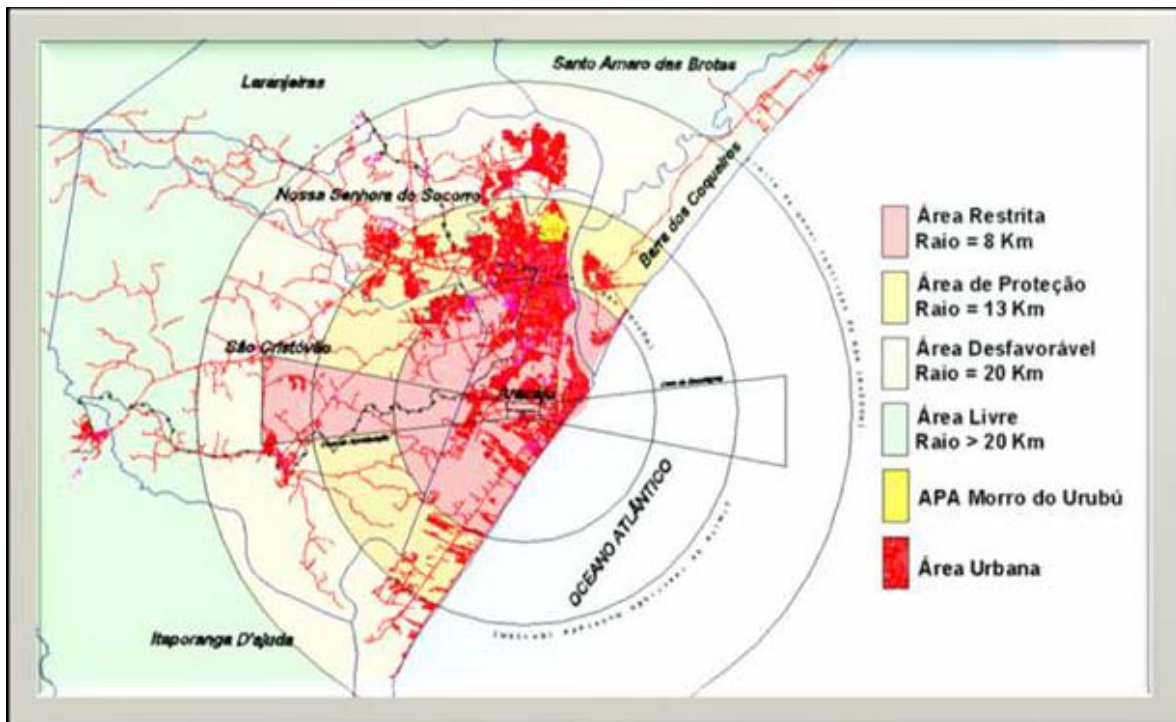 Santo Amaro das Brotas
Laranjeiras
Nossa Senhora do Socorro
Barra dos Coqueiros
São Cristóvão
Aracaju
OCEANO ATLÂNTICO
Itaporanga D'ajuda
Área Restrita
Raio = 8 Km
Área de Proteção
Raio = 13 Km
Área Desfavorável
Raio = 20 Km
Área Livre
Raio > 20 Km
APA Morro do Urubú
Área Urbana